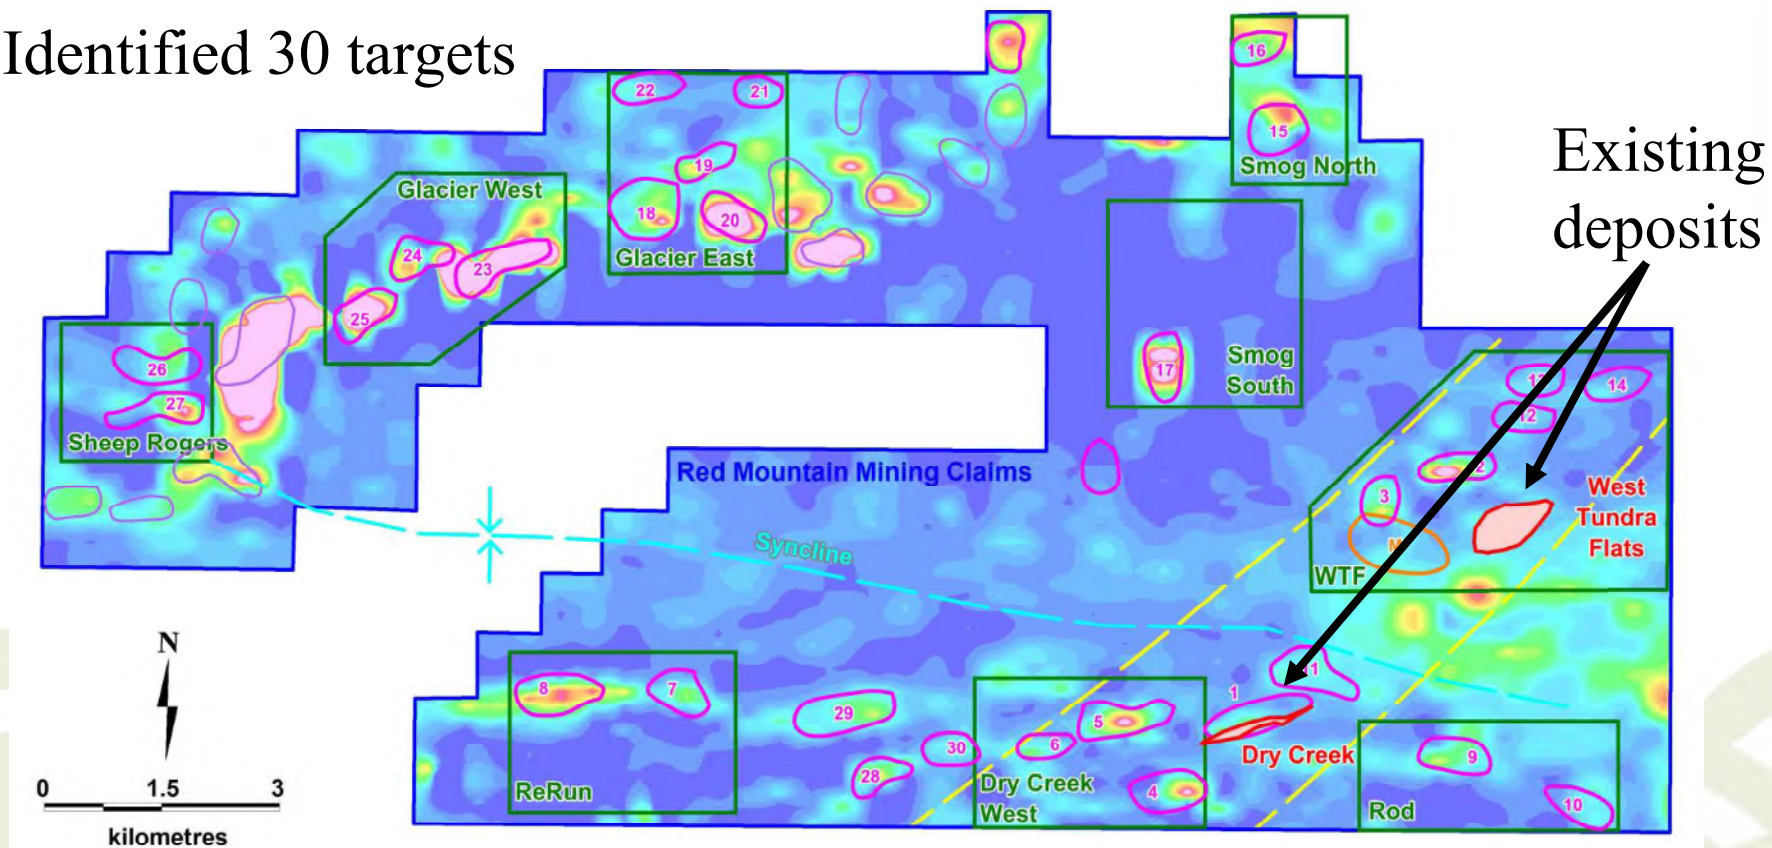 Identified 30 targets
Existing
deposits
16
15
Smog North
22
21
19
18
20
Glacier East
Glacier West
24
23
25
26
27
Sheep Rogers
17
Smog
South
13
14
12
2
3
M
WTF
West
Tundra
Flats
Red Mountain Mining Claims
Syncline
8
7
ReRun
29
30
28
5
6
4
Dry Creek
West
1
11
Dry Creek
9
10
Rod
N
0 1.5 3
kilometres